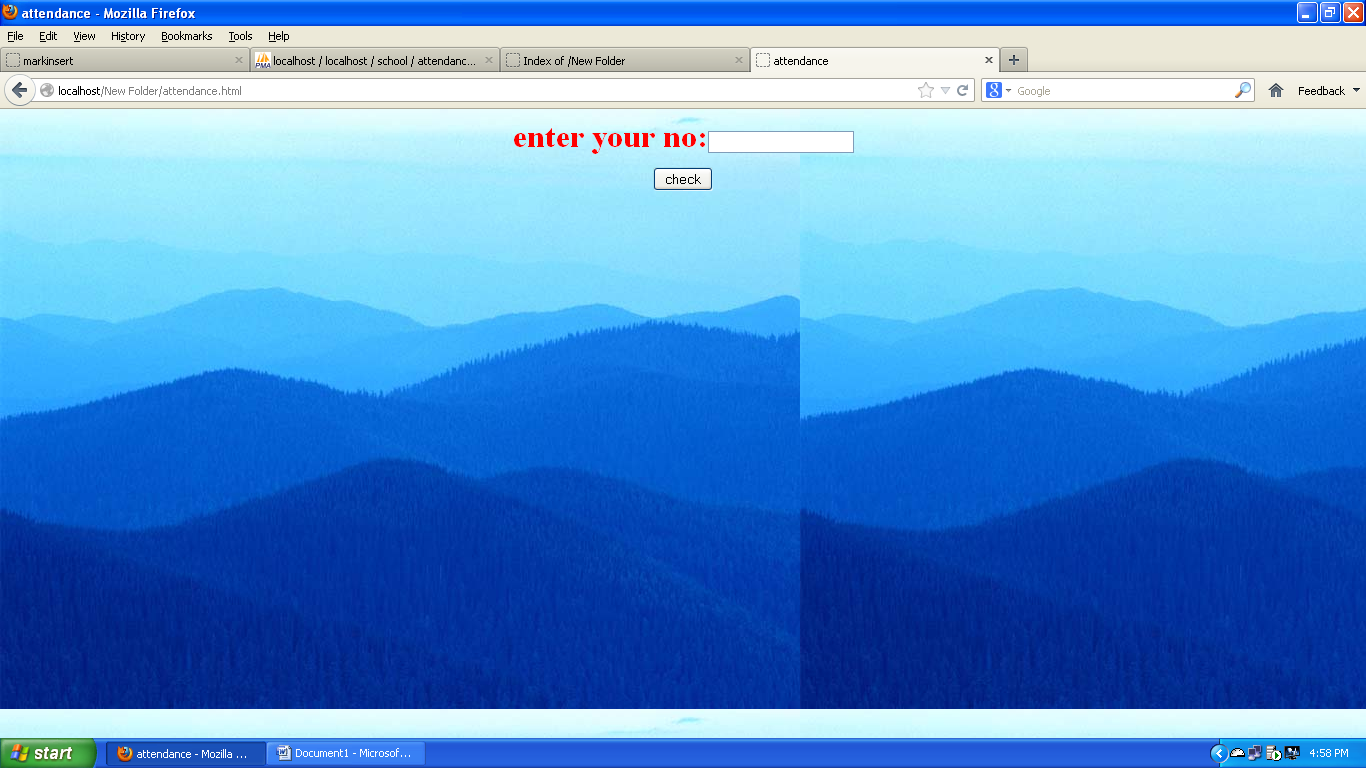 attendance - Mozilla Firefox
File Edit View History Bookmarks Tools Help
markinsert
PMA localhost / localhost / school / attendanc...
Index of /New Folder
attendance
localhost/New Folder/attendance.html
8 Google
Feedback
enter your no:
check
start
attendance - Mozilla ...
Document1 - Microsof...
4:58 PM